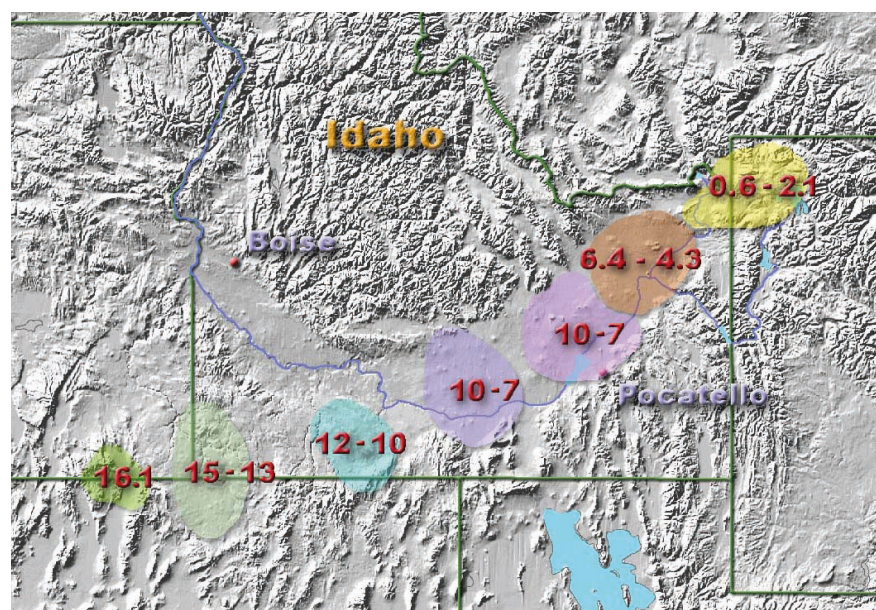 Idaho
0.6 - 2.1
Boise
6.4 - 4.3
10-7
Pocatello
10-7
12-10
15-13
16.1